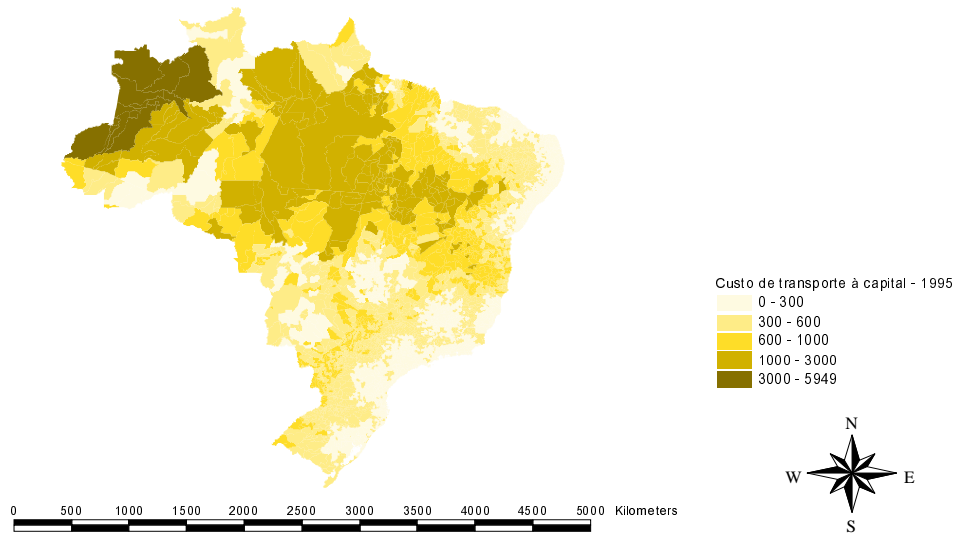 Custo de transporte à capital - 1995
0 - 300
300 - 600
600 - 1000
1000 - 3000
3000 - 5949
N
W E
S
0 500 1000 1500 2000 2500 3000 3500 4000 4500 5000 Kilometers